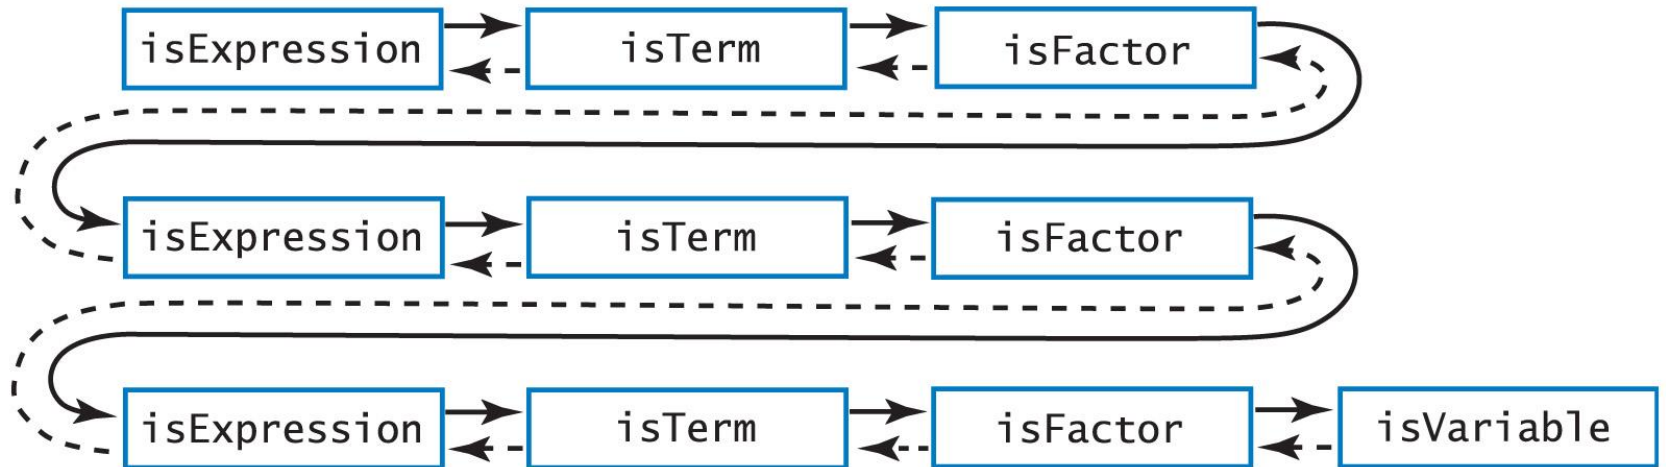 isExpression isTerm isFactor
isExpression isTerm isFactor
isExpression isTerm isFactor isVariable